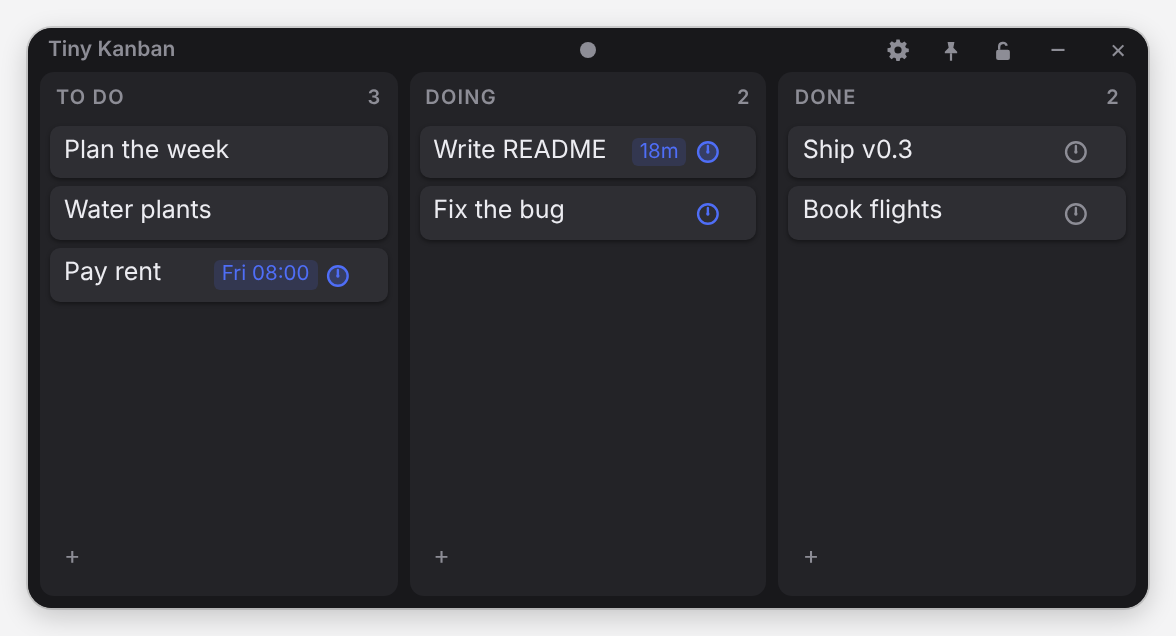 Tiny Kanban
TO DO 3
Plan the week
Water plants
Pay rent Fri 08:00
+
DOING 2
Write README 18m
Fix the bug
+
DONE 2
Ship v0.3
Book flights
+